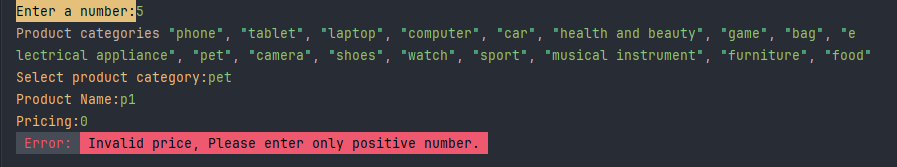 Enter a number:5
Product categories "phone", "tablet", "laptop", "computer", "car", "health and beauty", "game", "bag", "e
lectrical appliance", "pet", "camera", "shoes", "watch", "sport", "musical instrument", "furniture", "food"
Select product category:pet
Product Name:p1
Pricing:0
Error: Invalid price, Please enter only positive number.